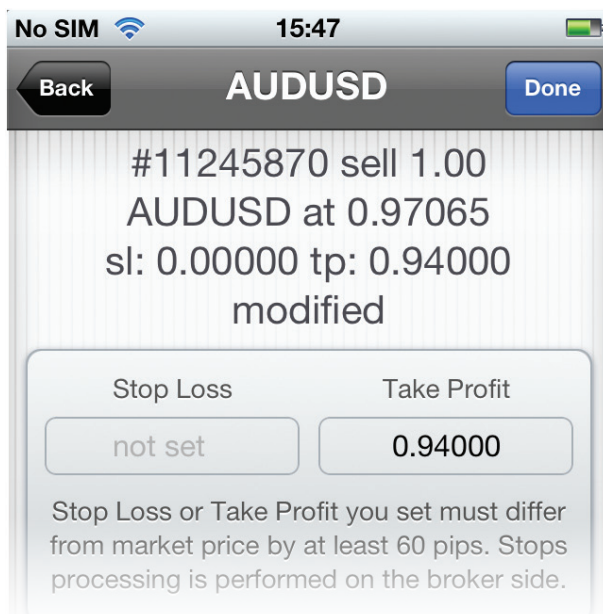 No SIM 15:47
Back AUDUSD Done
#11245870 sell 1.00
AUDUSD at 0.97065
sl: 0.00000 tp: 0.94000
modified
Stop Loss Take Profit
not set 0.94000
Stop Loss or Take Profit you set must differ
from market price by at least 60 pips. Stops
processing is performed on the broker side.